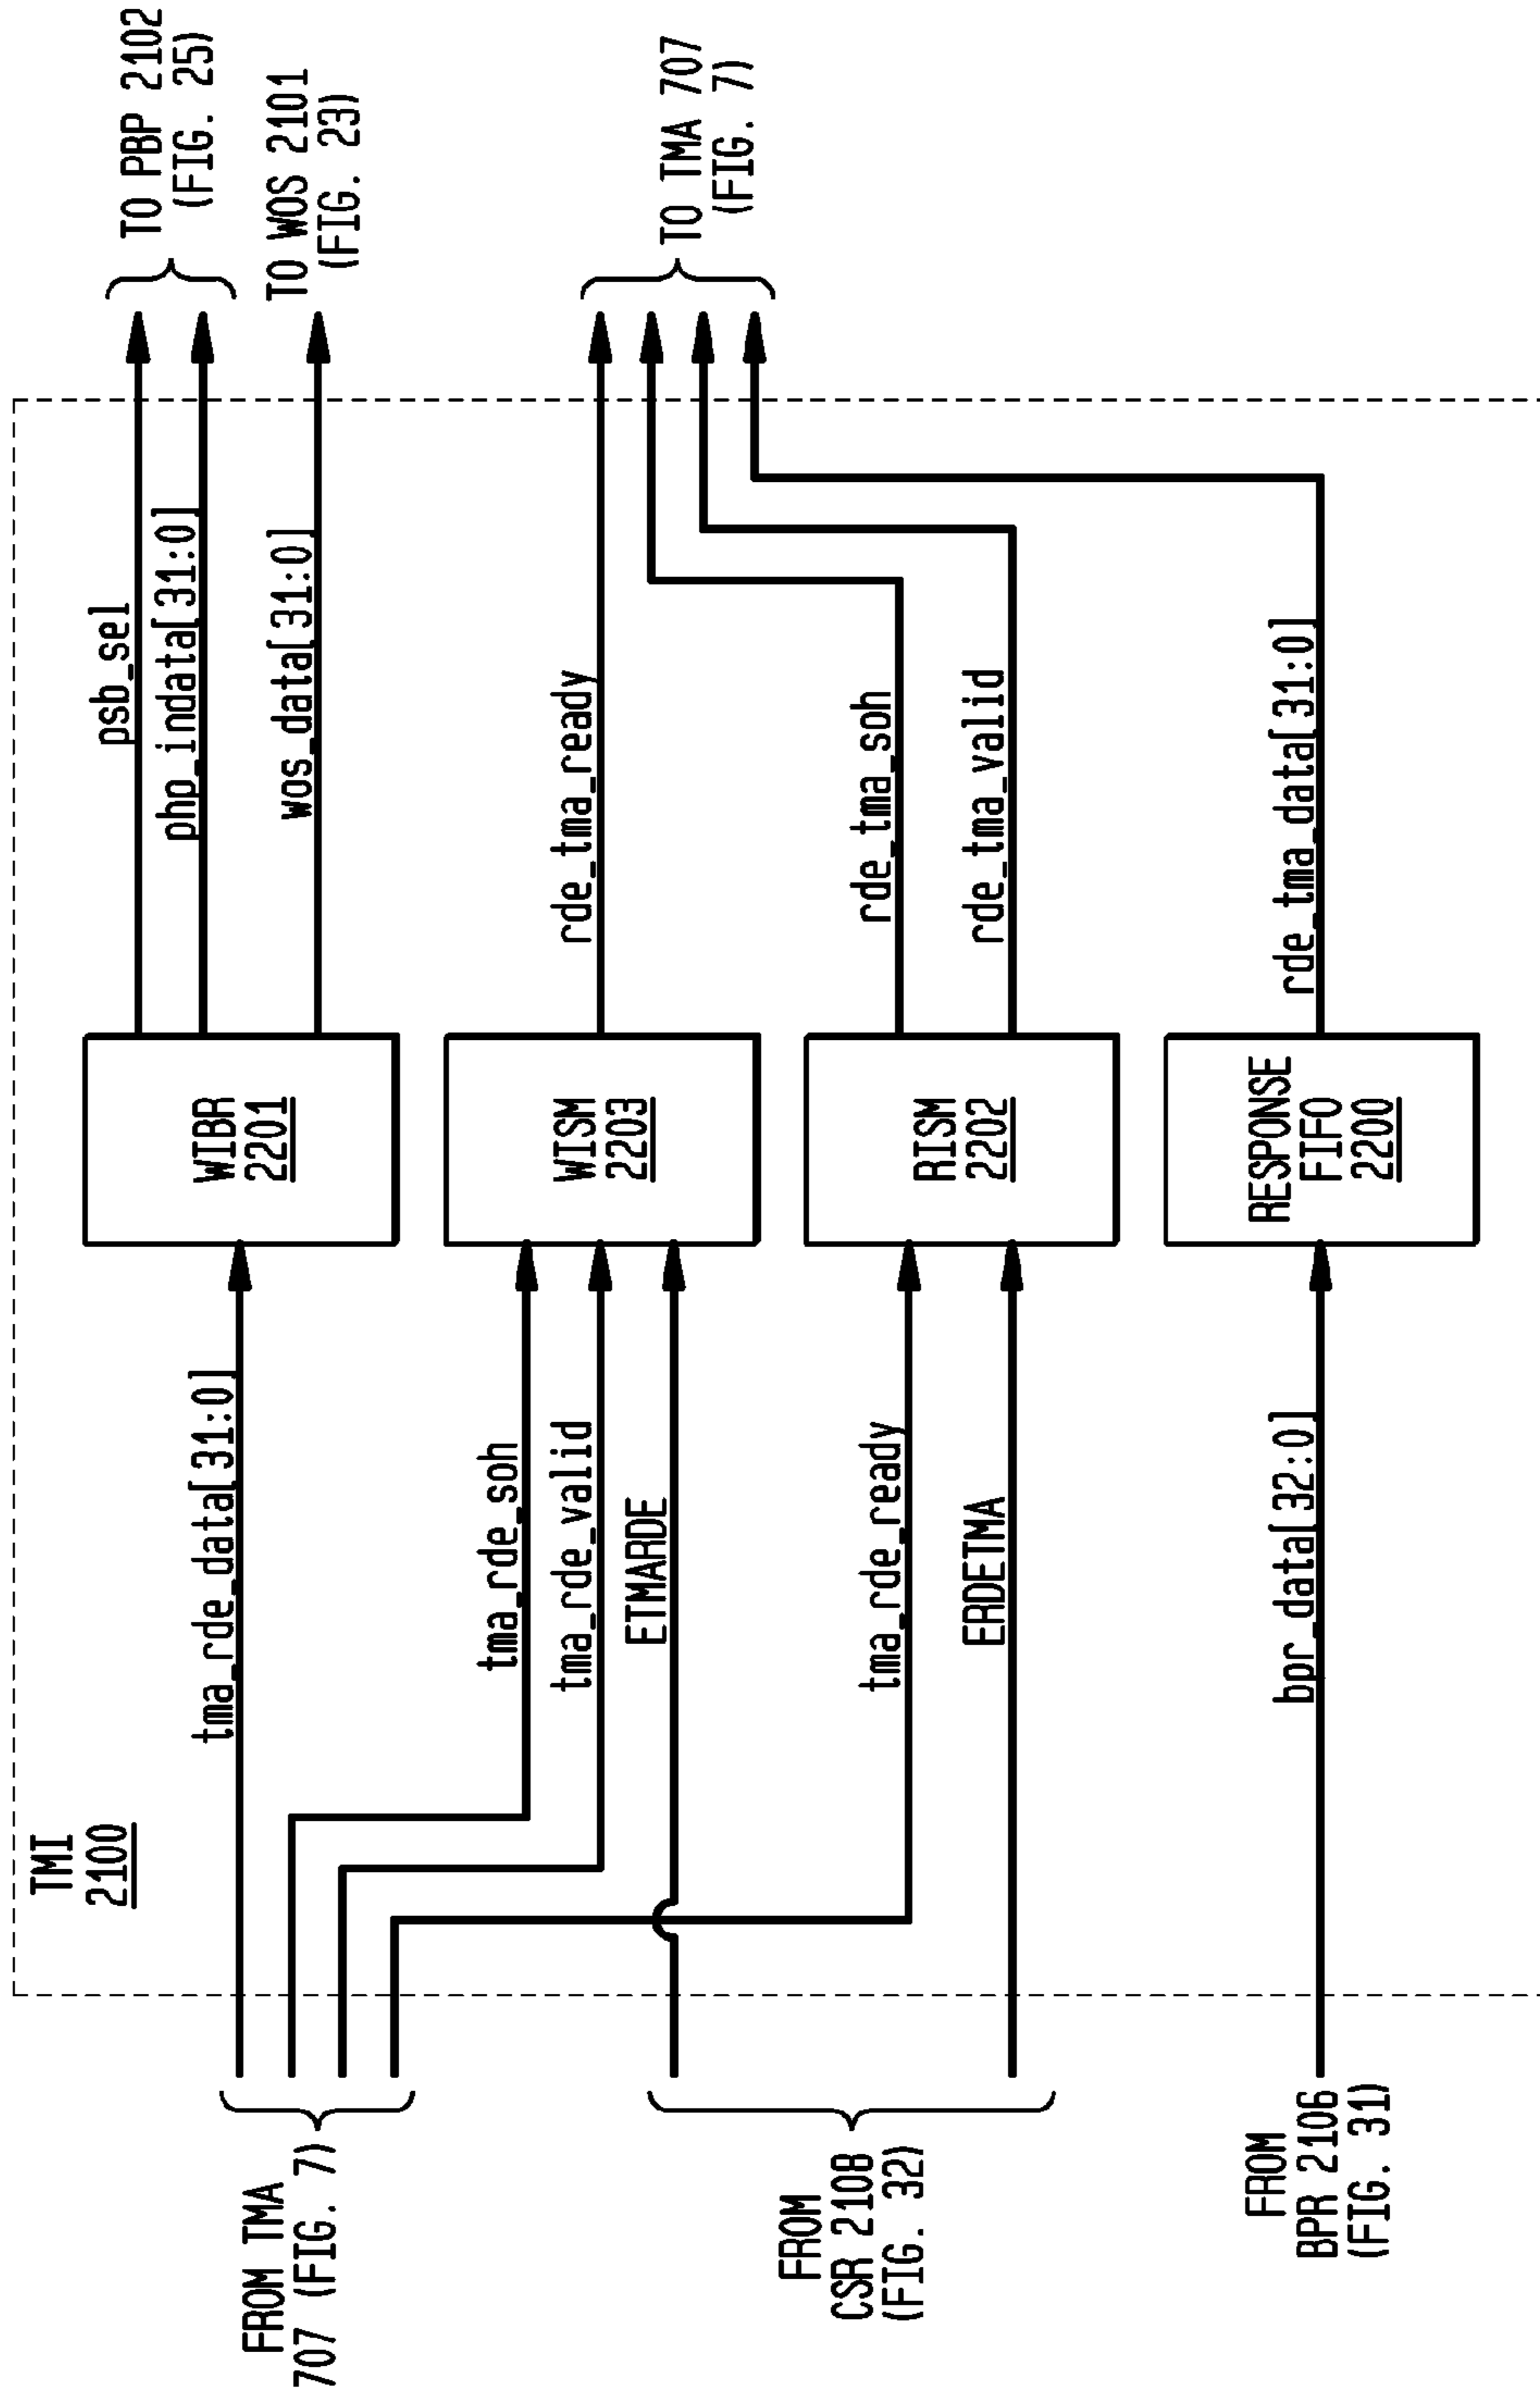 TMI
2100
FROM TMA
707 (FIG. 7)
tma_rde_data[31:0]
tma_rde_soh
tma_rde_valid
ETMARDE
tma_rde_ready
ERDETMA
FROM
CSR 2108
(FIG. 32)
FROM
BPR 2106
(FIG. 31)
bpr_data[32:0]
WIBR
2201
WISM
2203
RISM
2202
RESPONSE
FIFO
2200
psb_sel
php_indata[31:0]
wos_data[31:0]
rde_tma_ready
rde_tma_soh
rde_tma_valid
rde_tma_data[31:0]
TO PBP 2102
(FIG. 25)
TO WOS 2101
(FIG. 23)
TO TMA 707
(FIG. 7)